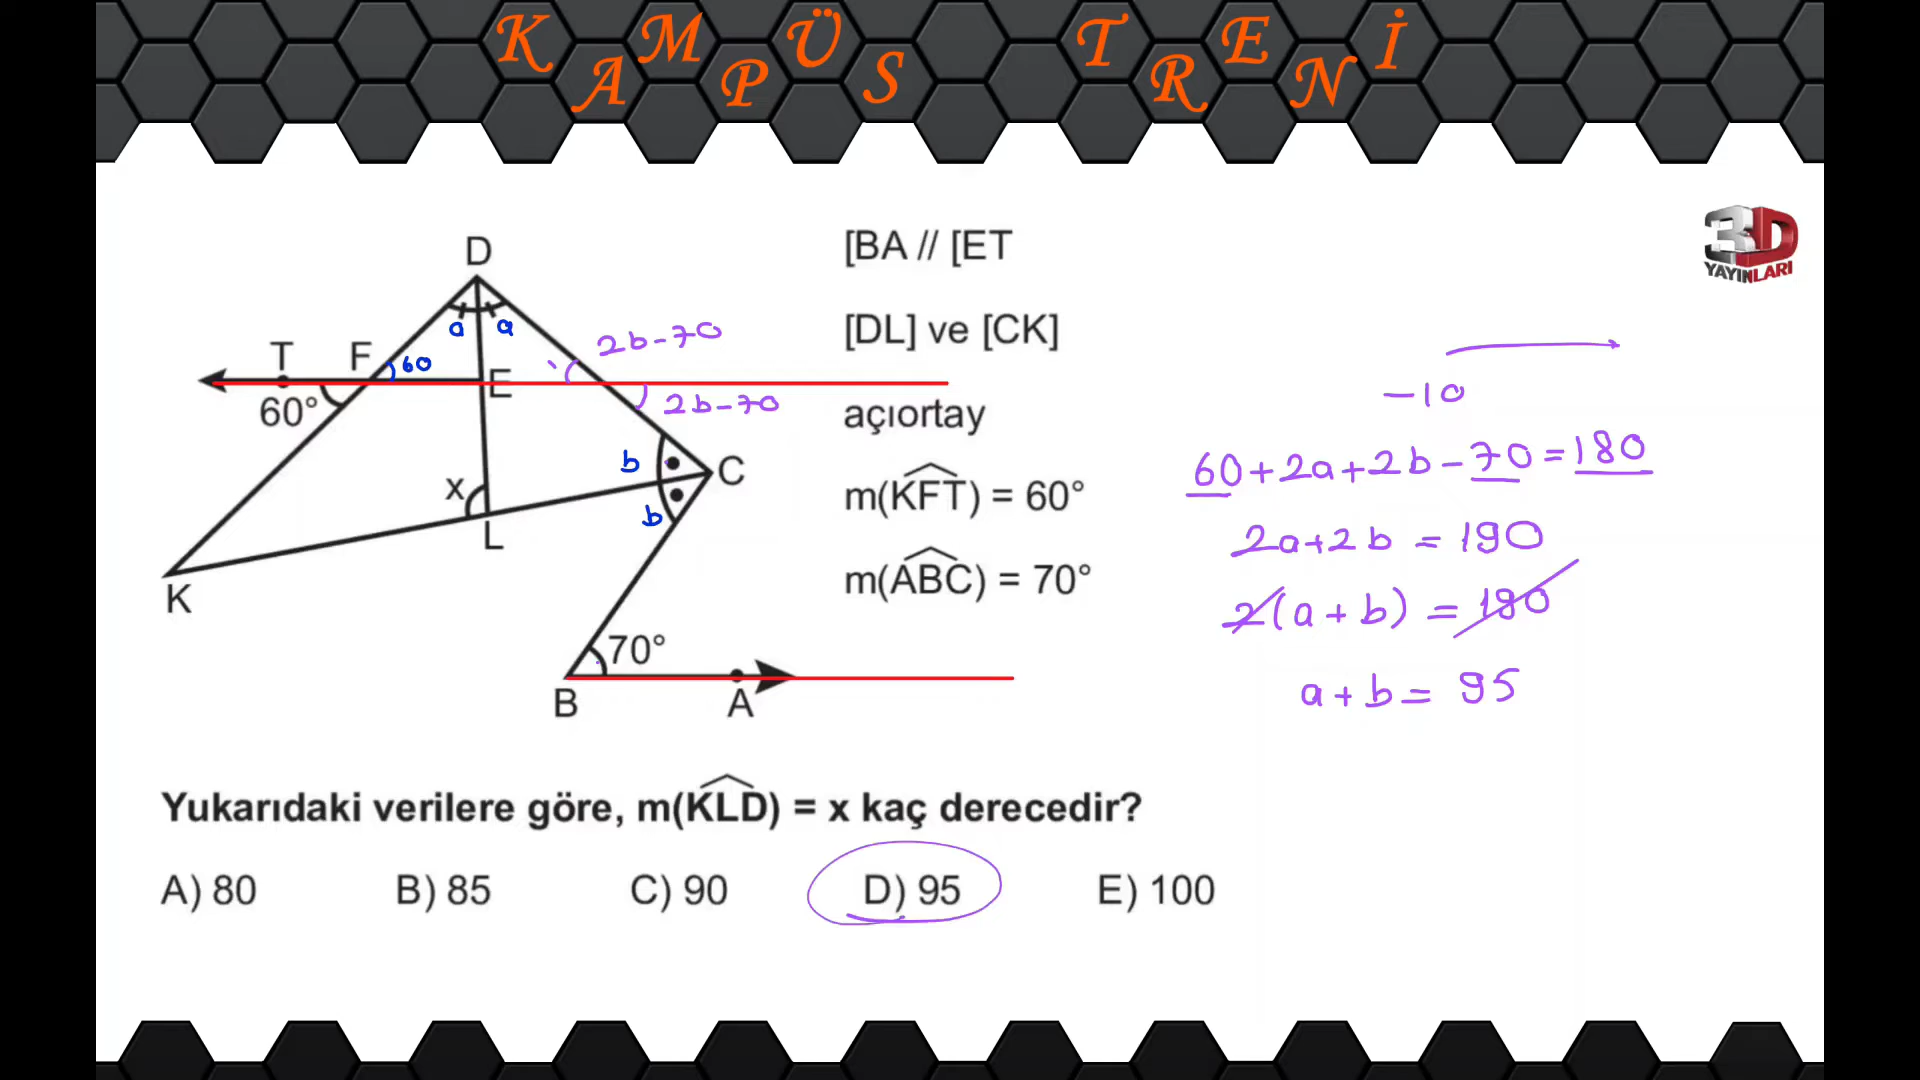 KAMPÜS TRENİ
3D
YAYINLARI
D
a a
T F 60 E
60°
2b-70
2b-70
b
C
b
x
L
K
70°
B A
[BA // [ET
[DL] ve [CK]
açıortay
m(KFT) = 60°
m(ABC) = 70°
-10
60+2a+2b-70=180
2a+2b = 190
2(a+b) = 190
a+b= 95
Yukarıdaki verilere göre, m(KLD) = x kaç derecedir?
A) 80 B) 85 C) 90 D) 95 E) 100